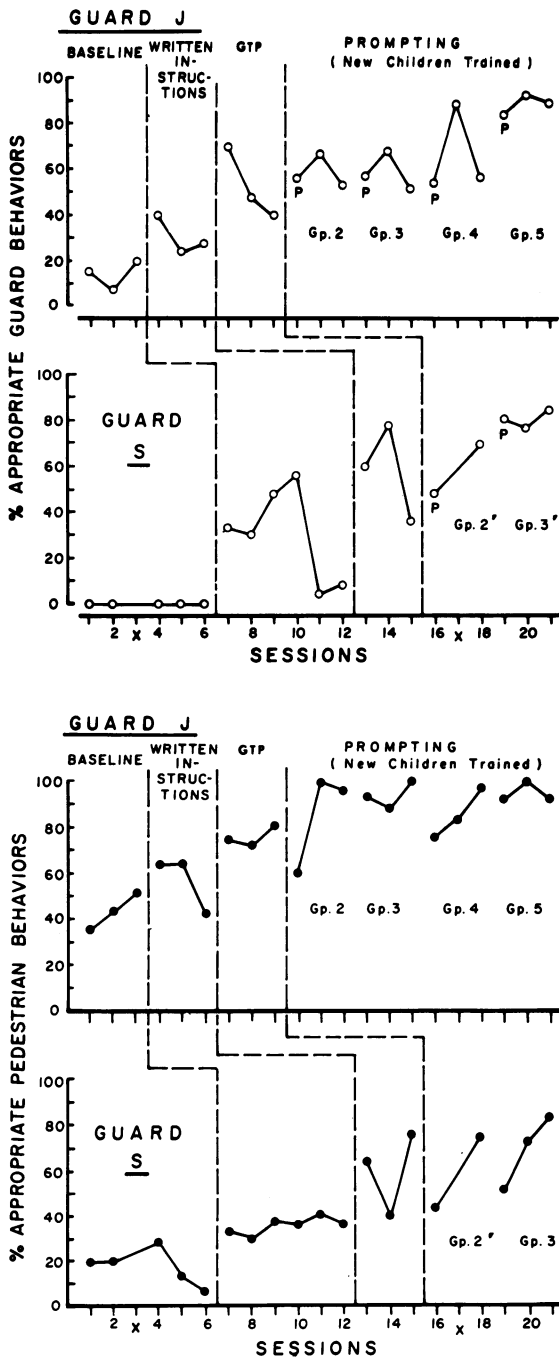 GUARD J
BASELINE
WRITTEN IN-STRUC-TIONS
GTP
PROMPTING
(New Children Trained)
% APPROPRIATE GUARD BEHAVIORS
100
80
60
40
20
0
P P P P
Gp. 2 Gp. 3 Gp. 4 Gp. 5
100
80
60
40
20
0
GUARD
S
P P
Gp. 2' Gp. 3'
2 X 4 6 8 10 12 14 16 X 18 20
SESSIONS
GUARD J
BASELINE
WRITTEN IN-STRUC-TIONS
GTP
PROMPTING
(New Children Trained)
% APPROPRIATE PEDESTRIAN BEHAVIORS
100
80
60
40
20
0
Gp. 2 Gp. 3 Gp. 4 Gp. 5
100
80
60
40
20
0
GUARD
S
Gp. 2' Gp. 3
2 X 4 6 8 10 12 14 16 X 18 20
SESSIONS